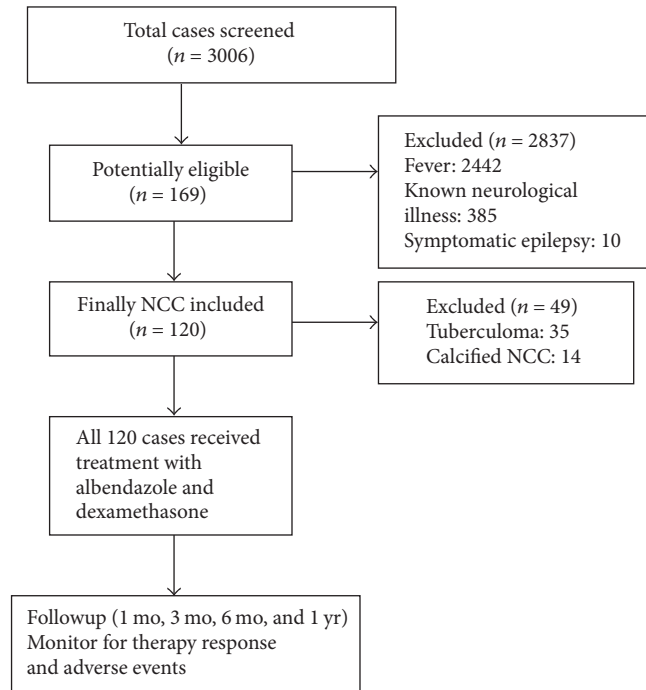 Total cases screened
(n = 3006)
Potentially eligible
(n = 169)
Excluded (n = 2837)
Fever: 2442
Known neurological
illness: 385
Symptomatic epilepsy: 10
Finally NCC included
(n = 120)
Excluded (n = 49)
Tuberculoma: 35
Calcified NCC: 14
All 120 cases received
treatment with
albendazole and
dexamethasone
Followup (1 mo, 3 mo, 6 mo, and 1 yr)
Monitor for therapy response
and adverse events